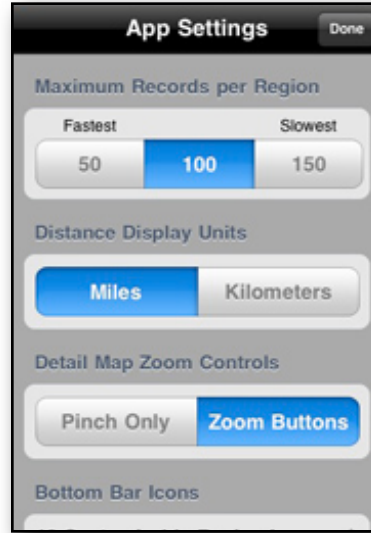 App Settings Done
Maximum Records per Region
Fastest Slowest
50 100 150
Distance Display Units
Miles Kilometers
Detail Map Zoom Controls
Pinch Only Zoom Buttons
Bottom Bar Icons